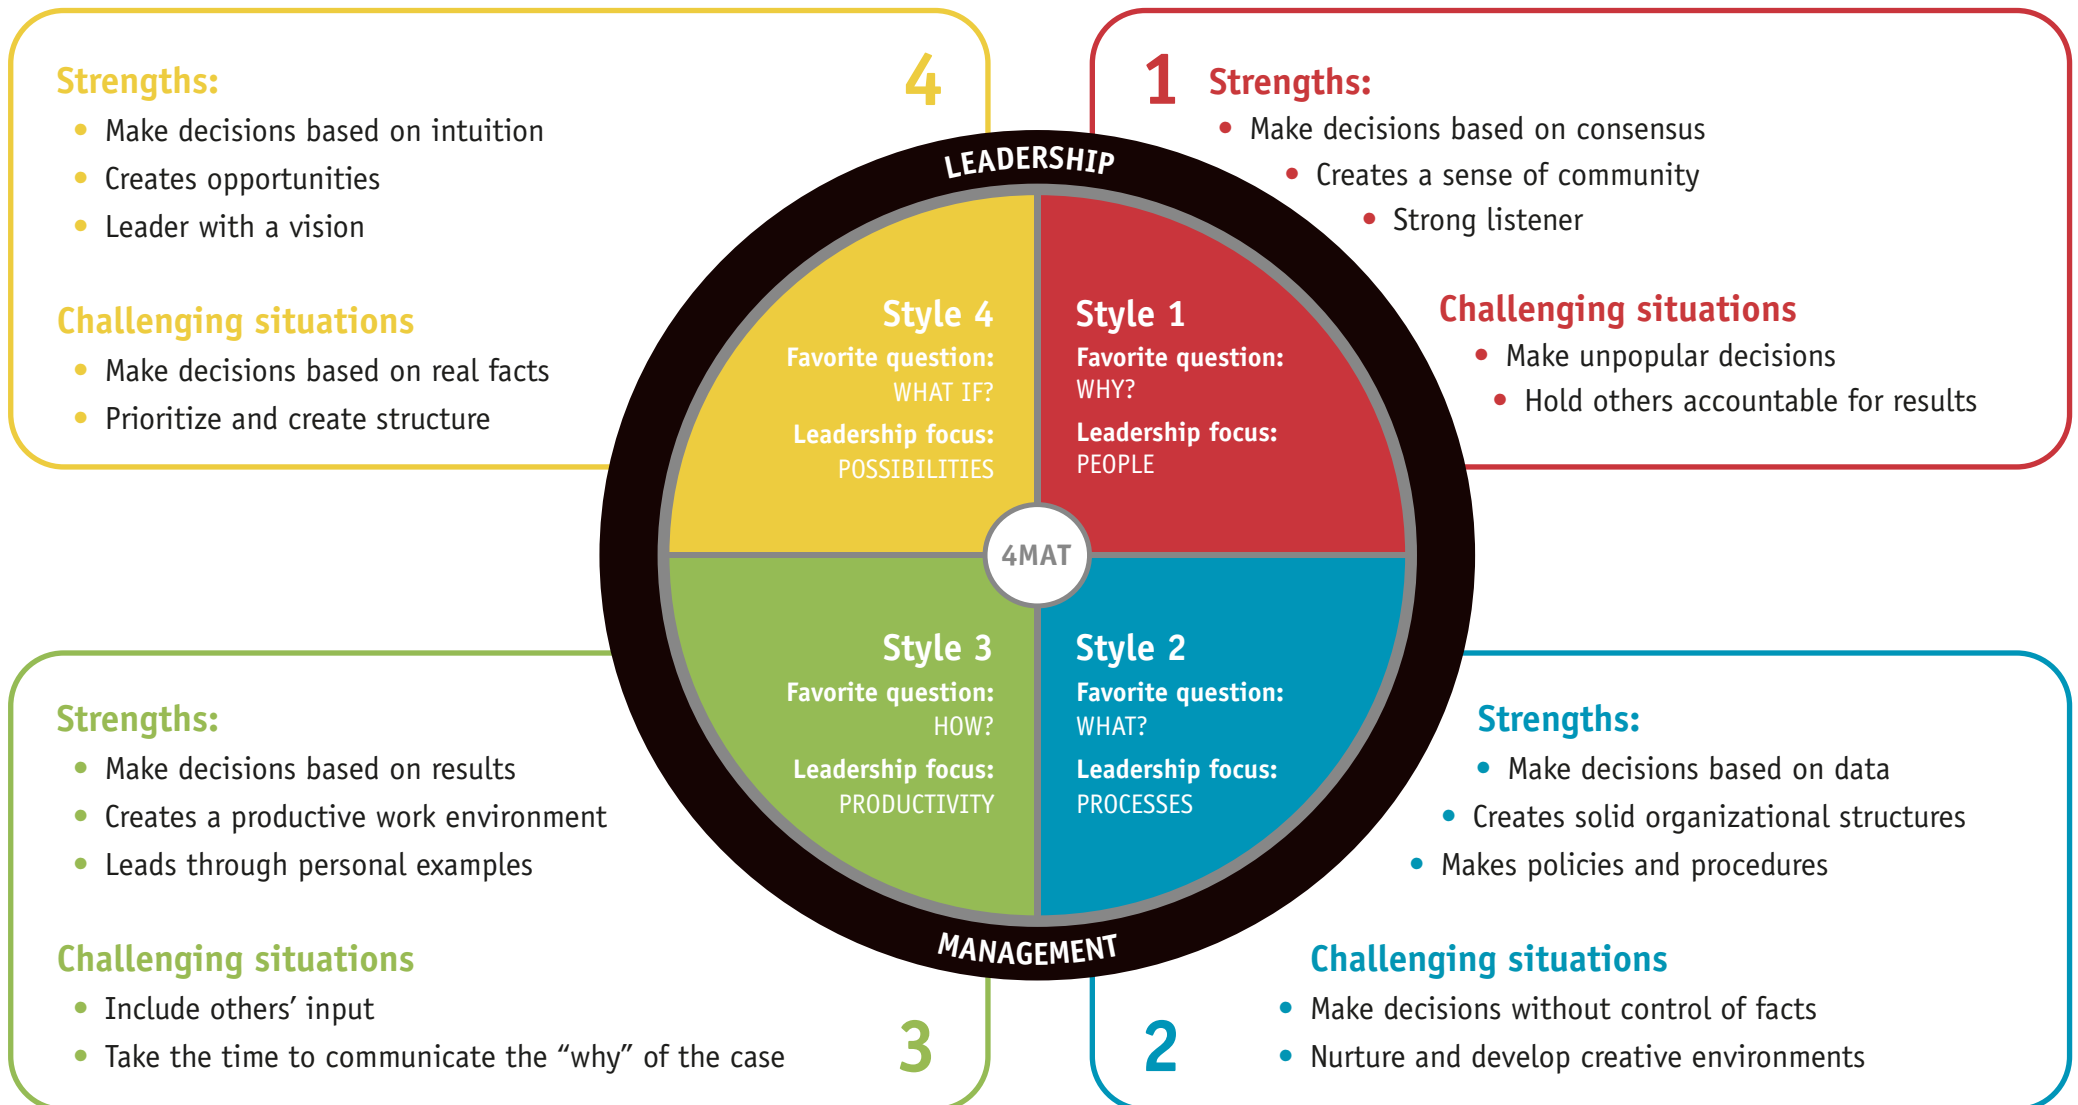 4
Strengths:
• Make decisions based on intuition
• Creates opportunities
• Leader with a vision
Challenging situations
• Make decisions based on real facts
• Prioritize and create structure
1
Strengths:
• Make decisions based on consensus
• Creates a sense of community
• Strong listener
Challenging situations
• Make unpopular decisions
• Hold others accountable for results
LEADERSHIP
Style 4
Favorite question:
WHAT IF?
Leadership focus:
POSSIBILITIES
Style 1
Favorite question:
WHY?
Leadership focus:
PEOPLE
4MAT
Style 3
Favorite question:
HOW?
Leadership focus:
PRODUCTIVITY
Style 2
Favorite question:
WHAT?
Leadership focus:
PROCESSES
MANAGEMENT
Strengths:
• Make decisions based on results
• Creates a productive work environment
• Leads through personal examples
Challenging situations
• Include others’ input
• Take the time to communicate the “why” of the case
3
Strengths:
• Make decisions based on data
• Creates solid organizational structures
• Makes policies and procedures
Challenging situations
• Make decisions without control of facts
• Nurture and develop creative environments
2